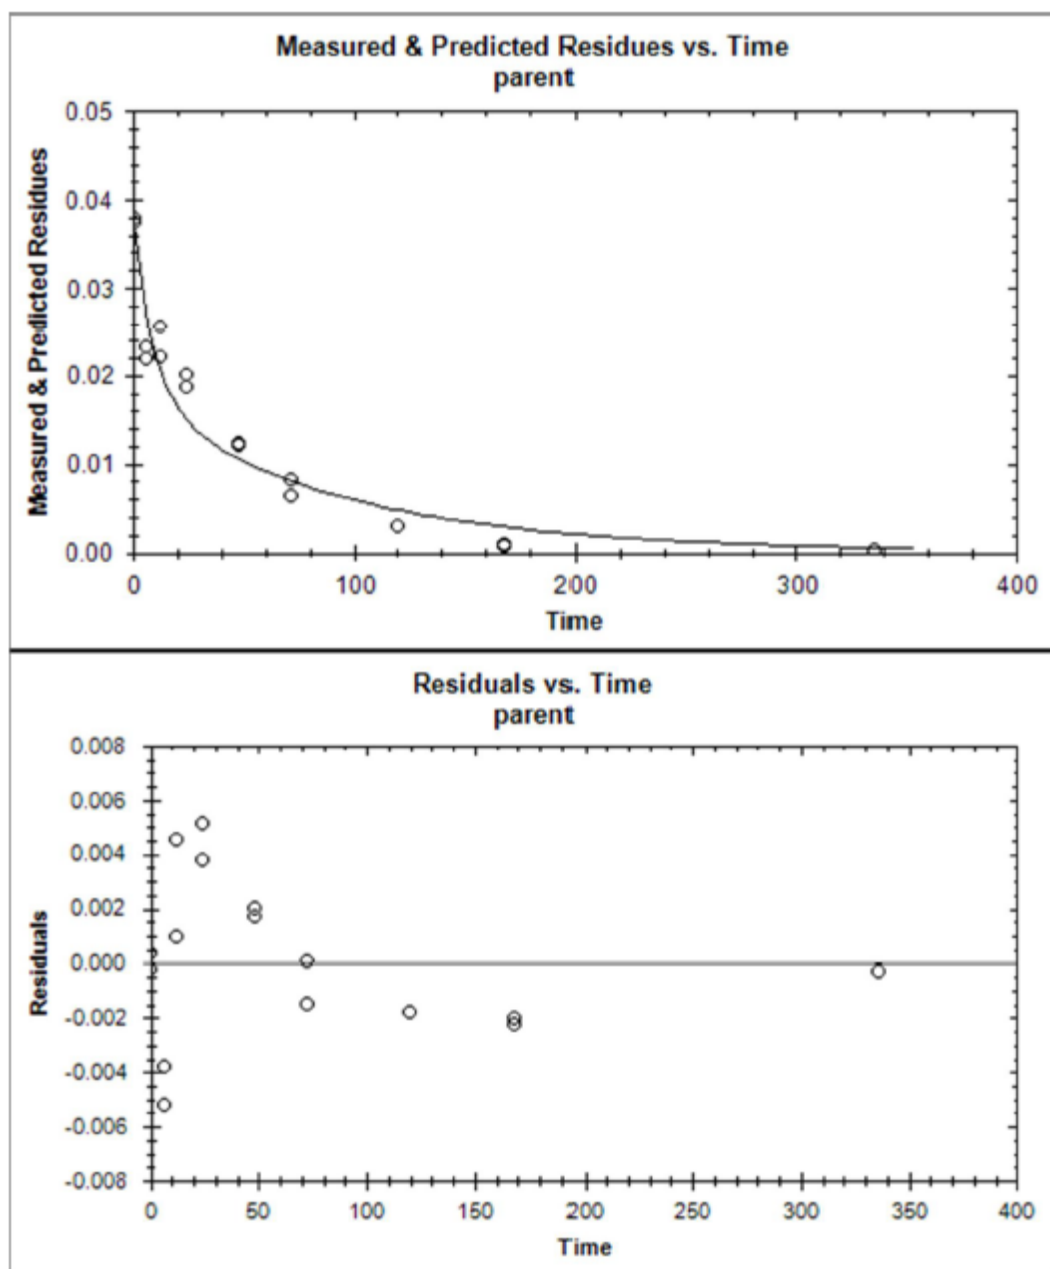 Measured & Predicted Residues vs. Time
parent
Measured & Predicted Residues
0.05
0.04
0.03
0.02
0.01
0.00
0 100 200 300 400
Time
Residuals vs. Time
parent
Residuals
0.008
0.006
0.004
0.002
0.000
-0.002
-0.004
-0.006
-0.008
0 50 100 150 200 250 300 350 400
Time